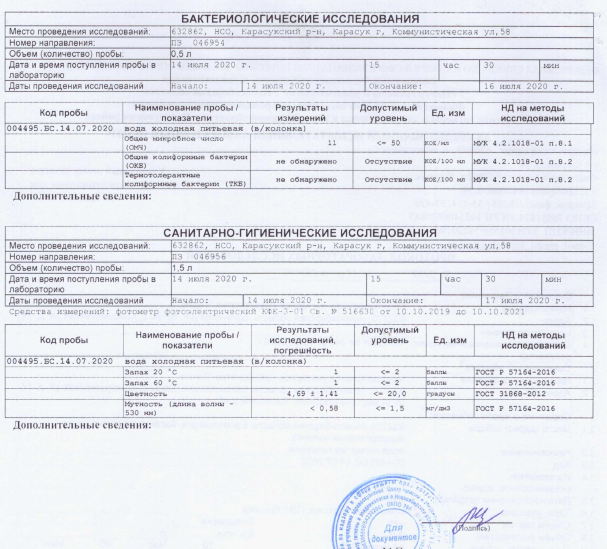 БАКТЕРИОЛОГИЧЕСКИЕ ИССЛЕДОВАНИЯ
Место проведения исследований: 632862, НСО, Карасукский р-н, Карасук г, Коммунистическая ул,58
Номер направления: ПЗ 046954
Объем (количество) пробы: 0,5 л
Дата и время поступления пробы в 14 июля 2020 г. 15 час 30 мин
лабораторию
Даты проведения исследований Начало: 14 июля 2020 г. Окончание: 16 июля 2020 г.
Код пробы Наименование пробы / показатели Результаты измерений Допустимый уровень Ед. изм НД на методы исследований
004495.БС.14.07.2020 вода холодная питьевая (в/колонка)
Общее микробное число (ОМЧ) 11 <= 50 КОЕ/мл МУК 4.2.1018-01 п.8.1
Общие колиформные бактерии (ОКБ) не обнаружено Отсутствие КОЕ/100 мл МУК 4.2.1018-01 п.8.2
Термотолерантные колиформные бактерии (ТКБ) не обнаружено Отсутствие КОЕ/100 мл МУК 4.2.1018-01 п.8.2
Дополнительные сведения:
САНИТАРНО-ГИГИЕНИЧЕСКИЕ ИССЛЕДОВАНИЯ
Место проведения исследований: 632862, НСО, Карасукский р-н, Карасук г, Коммунистическая ул,58
Номер направления: ПЗ 046956
Объем (количество) пробы: 1,5 л
Дата и время поступления пробы в 14 июля 2020 г. 15 час 30 мин
лабораторию
Даты проведения исследований Начало: 14 июля 2020 г. Окончание: 17 июля 2020 г.
Средства измерений: фотометр фотоэлектрический КФК-3-01 Св. № 516630 от 10.10.2019 до 10.10.2021
Код пробы Наименование пробы / показатели Результаты исследований, погрешность Допустимый уровень Ед. изм НД на методы исследований
004495.БС.14.07.2020 вода холодная питьевая (в/колонка)
Запах 20 °С 1 <= 2 баллы ГОСТ Р 57164-2016
Запах 60 °С 1 <= 2 баллы ГОСТ Р 57164-2016
Цветность 4,69 ± 1,41 <= 20,0 градусы ГОСТ 31868-2012
Мутность (длина волны - 530 нм) < 0,58 <= 1,5 мг/дм3 ГОСТ Р 57164-2016
Дополнительные сведения:
Для
документов
(Подпись)